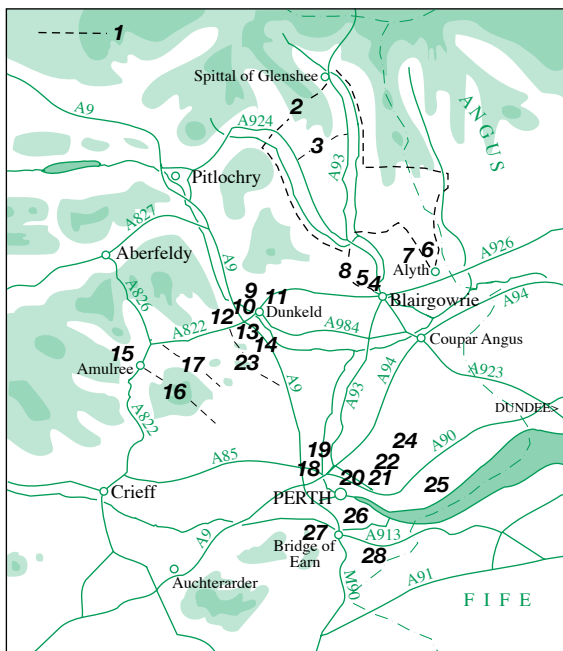 1
Spittal of Glenshee
2
A9
A924
ANGUS
3
A93
Pitlochry
A827
7 6
Aberfeldy
A9
8 5 4
Alyth
A926
9
11
Blairgowrie
A826
12 10
Dunkeld
A94
A822
13
A984
14
Coupar Angus
15
17
23
A94
A923
Amulree
16
A9
A93
DUNDEE>
A822
19
24
A90
A85
18
22
20 21
25
Crieff
PERTH
26
A9
27
A913
Bridge of
Earn
28
Auchterarder
M90
A91
FIFE